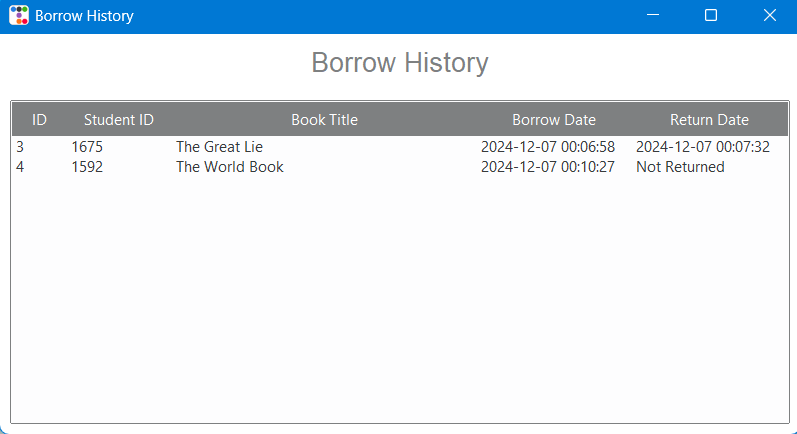 Borrow History
Borrow History
ID Student ID Book Title Borrow Date Return Date
3 1675 The Great Lie 2024-12-07 00:06:58 2024-12-07 00:07:32
4 1592 The World Book 2024-12-07 00:10:27 Not Returned